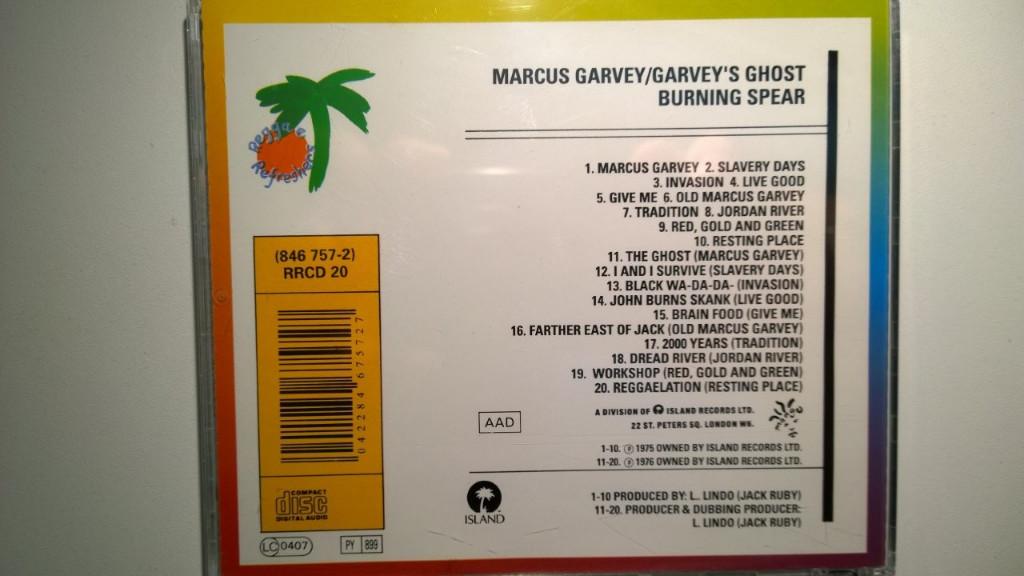 MARCUS GARVEY/GARVEY'S GHOST
BURNING SPEAR
Reggae
Refreshers
1. MARCUS GARVEY 2. SLAVERY DAYS
3. INVASION 4. LIVE GOOD
5. GIVE ME 6. OLD MARCUS GARVEY
7. TRADITION 8. JORDAN RIVER
9. RED, GOLD AND GREEN
10. RESTING PLACE
11. THE GHOST (MARCUS GARVEY)
12. I AND I SURVIVE (SLAVERY DAYS)
13. BLACK WA-DA-DA- (INVASION)
14. JOHN BURNS SKANK (LIVE GOOD)
15. BRAIN FOOD (GIVE ME)
16. FARTHER EAST OF JACK (OLD MARCUS GARVEY)
17. 2000 YEARS (TRADITION)
18. DREAD RIVER (JORDAN RIVER)
19. WORKSHOP (RED, GOLD AND GREEN)
20. REGGAELATION (RESTING PLACE)
(846 757-2)
RRCD 20
042284675727
AAD
A DIVISION OF ISLAND RECORDS LTD.
22 ST. PETERS SQ. LONDON W6.
1-10. ℗ 1975 OWNED BY ISLAND RECORDS LTD.
11-20. ℗ 1976 OWNED BY ISLAND RECORDS LTD.
COMPACT
disc
DIGITAL AUDIO
ISLAND
1-10 PRODUCED BY: L. LINDO (JACK RUBY)
11-20. PRODUCER & DUBBING PRODUCER:
L. LINDO (JACK RUBY)
LC 0407
PY 899